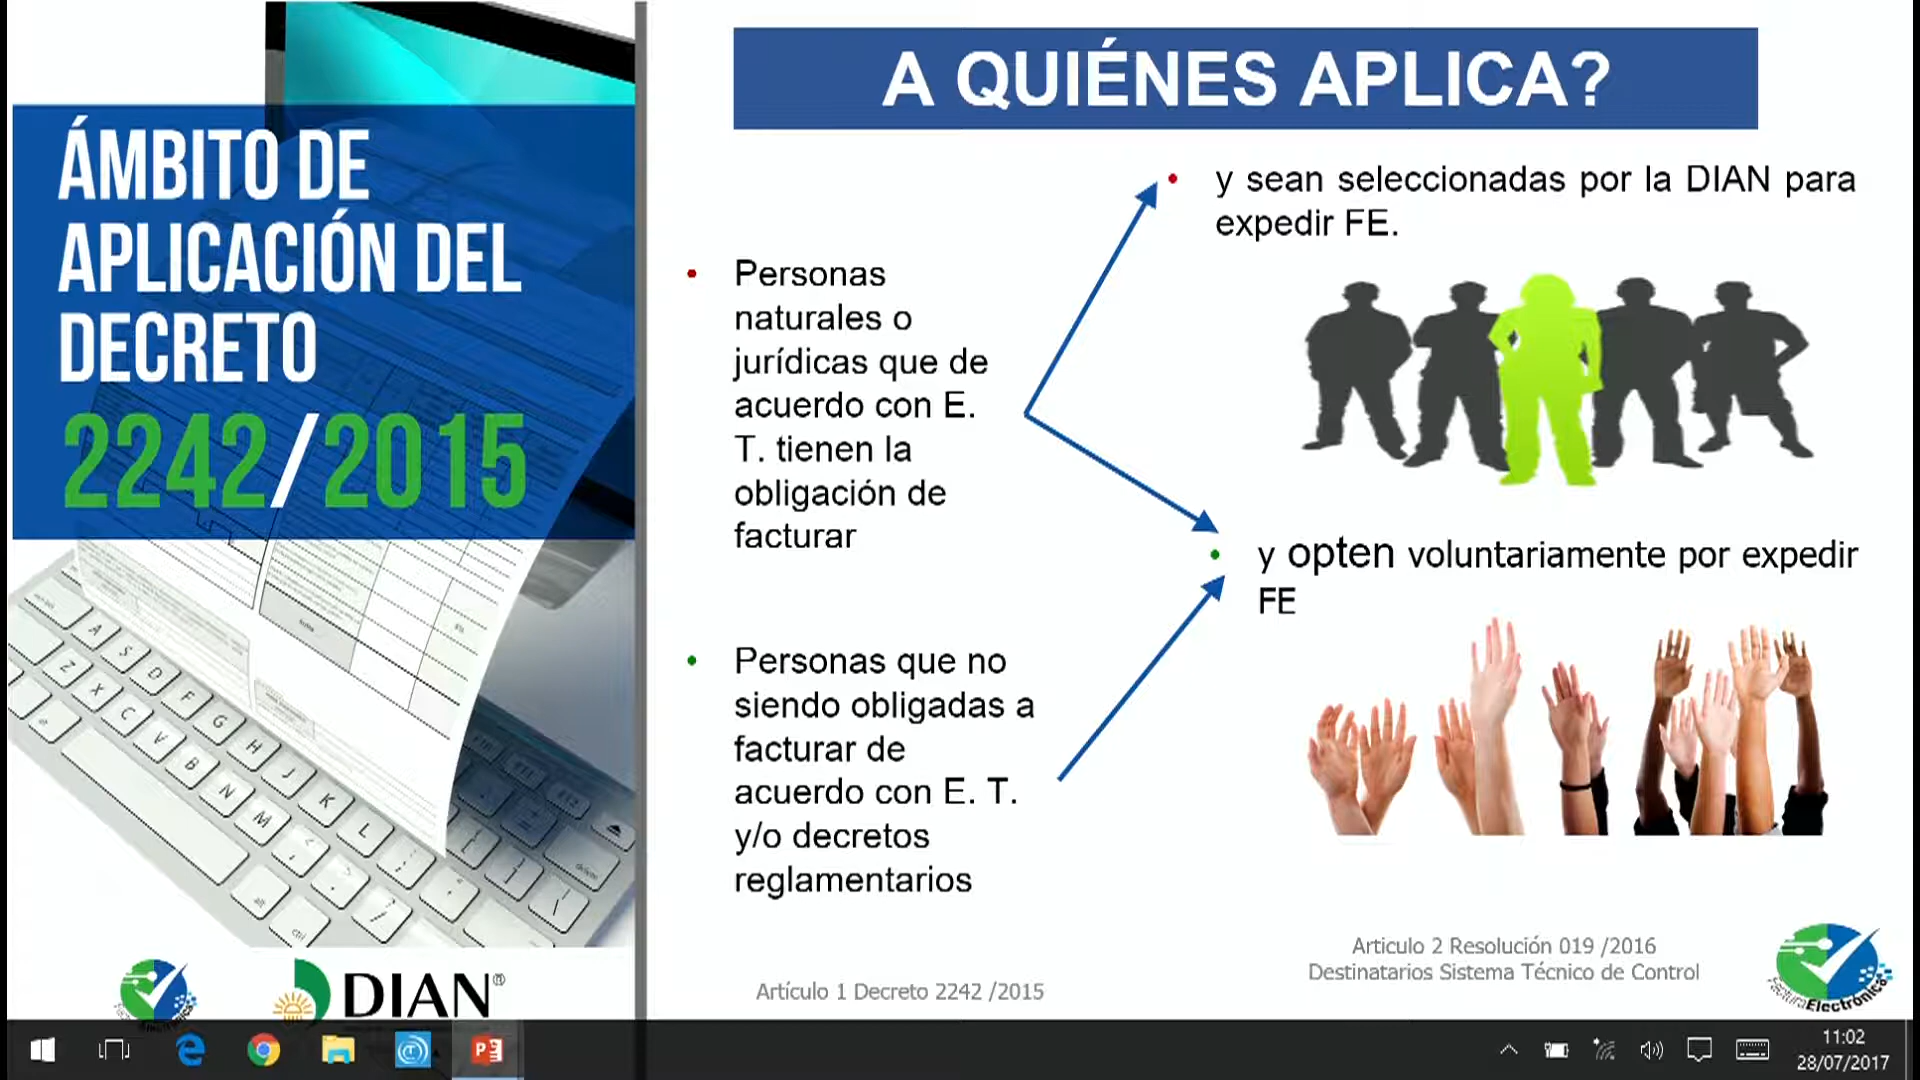 ÁMBITO DE
APLICACIÓN DEL
DECRETO
2242/2015
DIAN®
A QUIÉNES APLICA?
• Personas
naturales o
jurídicas que de
acuerdo con E.
T. tienen la
obligación de
facturar
• y sean seleccionadas por la DIAN para
expedir FE.
• y opten voluntariamente por expedir
FE
• Personas que no
siendo obligadas a
facturar de
acuerdo con E. T.
y/o decretos
reglamentarios
Artículo 1 Decreto 2242 /2015
Articulo 2 Resolución 019 /2016
Destinatarios Sistema Técnico de Control
FacturaElectrónica
11:02
28/07/2017